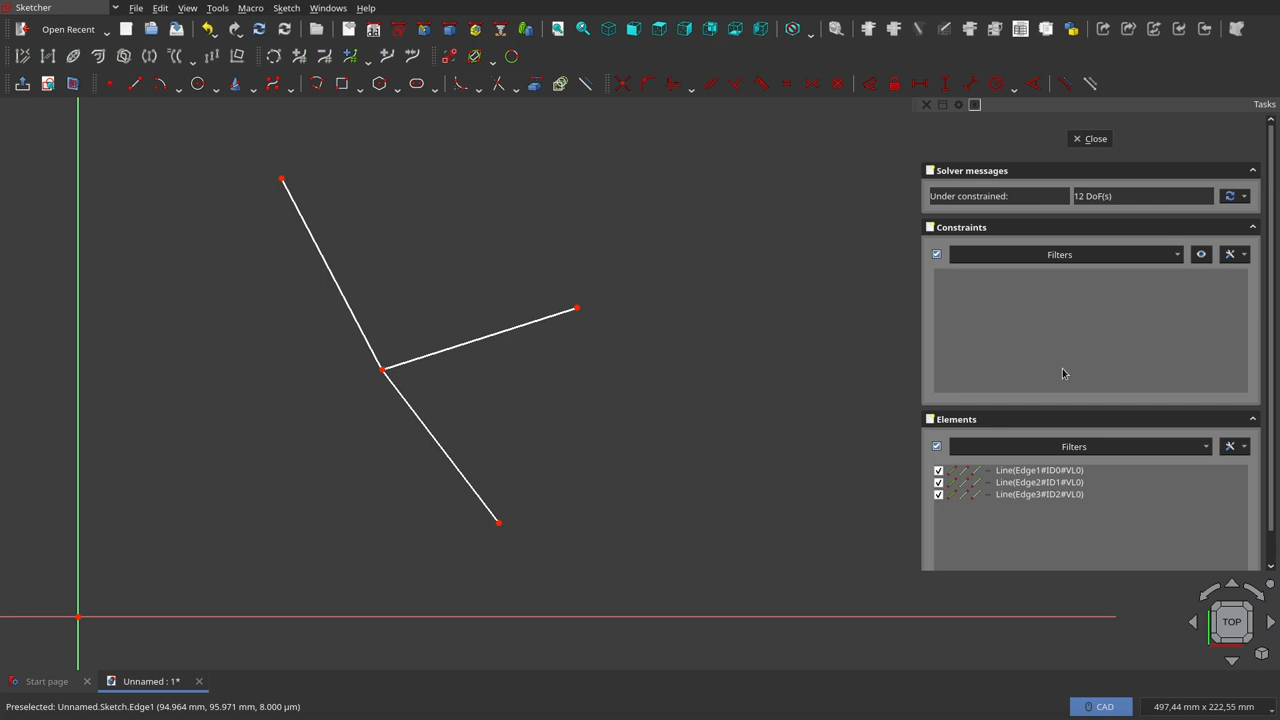 Sketcher
File Edit View Tools Macro Sketch Windows Help
Open Recent
Tasks
Close
Solver messages
Under constrained: 12 DoF(s)
Constraints
Filters
Elements
Filters
Line(Edge1#ID0#VL0)
Line(Edge2#ID1#VL0)
Line(Edge3#ID2#VL0)
TOP
Start page
Unnamed : 1*
Preselected: Unnamed.Sketch.Edge1 (94.964 mm, 95.971 mm, 8.000 µm)
CAD
497,44 mm x 222,55 mm